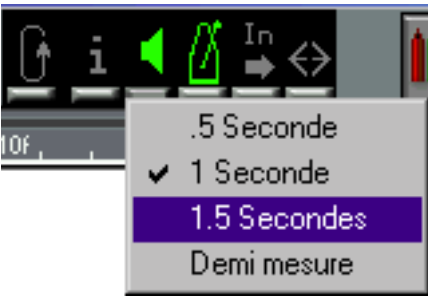 i In
10f
.5 Seconde
1 Seconde
1.5 Secondes
Demi mesure